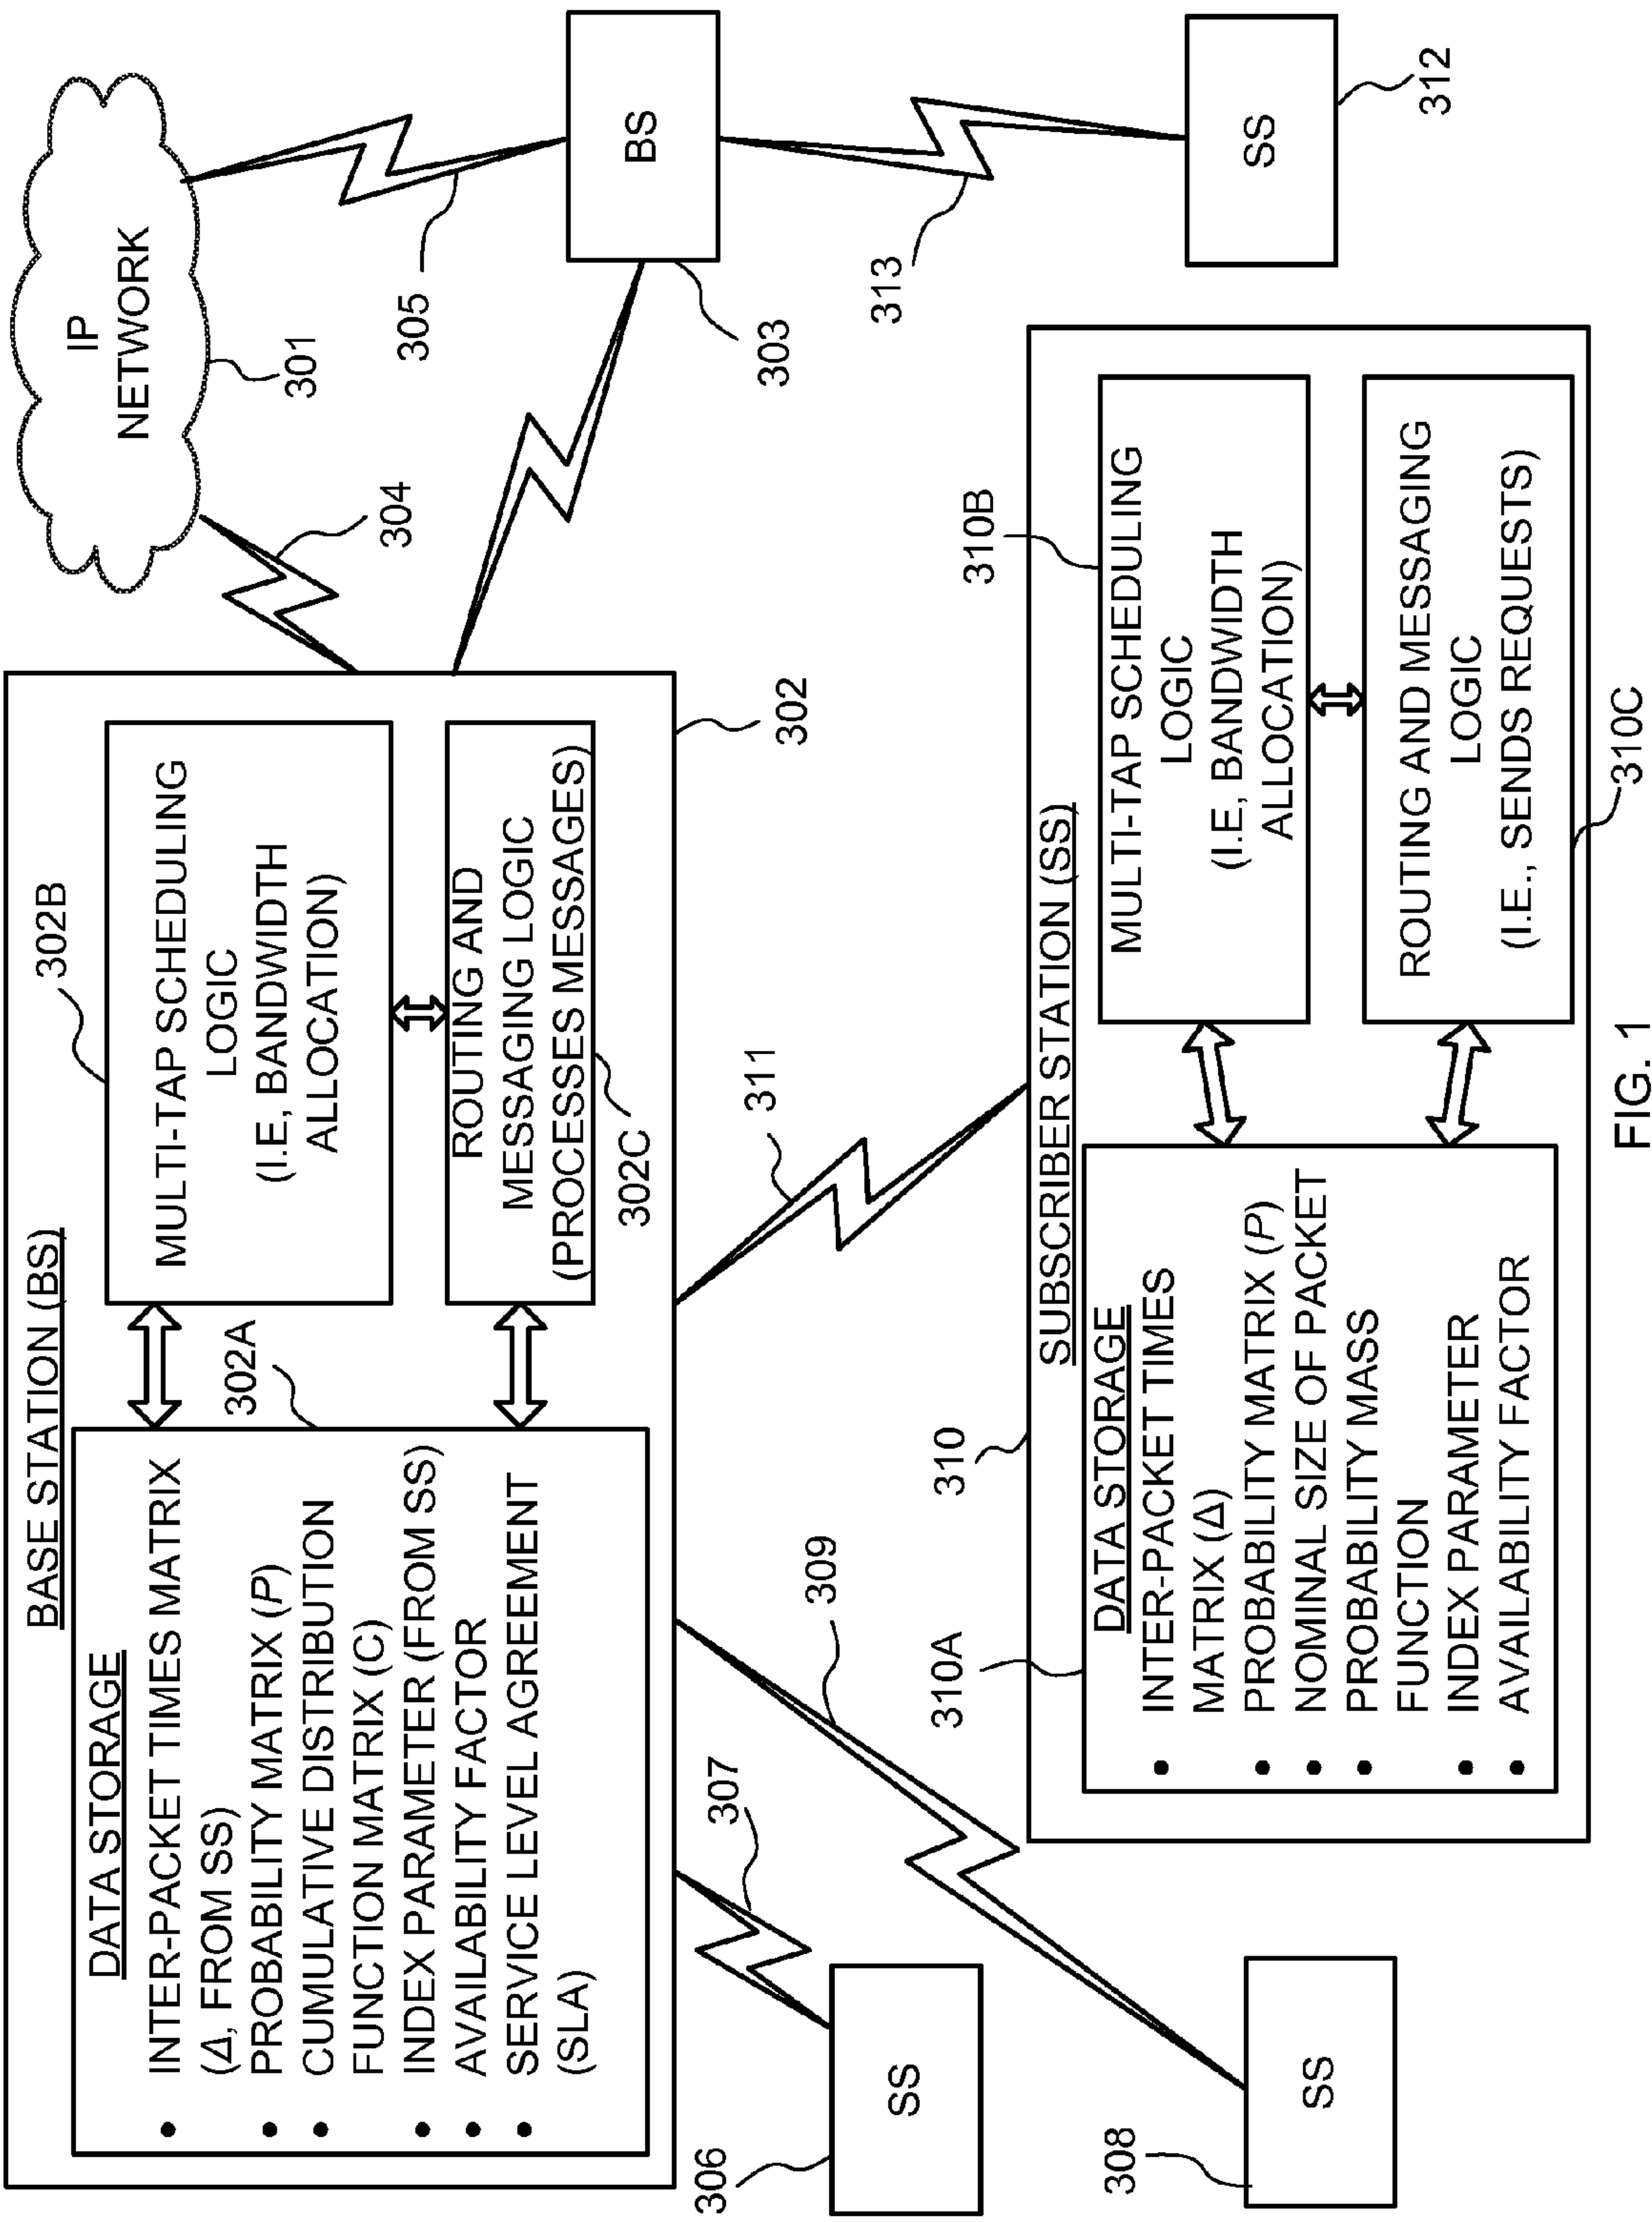 BASE STATION (BS)
DATA STORAGE
• INTER-PACKET TIMES MATRIX
(Δ, FROM SS)
• PROBABILITY MATRIX (P)
• CUMULATIVE DISTRIBUTION
FUNCTION MATRIX (C)
• INDEX PARAMETER (FROM SS)
• AVAILABILITY FACTOR
• SERVICE LEVEL AGREEMENT
(SLA)
302A
302B
MULTI-TAP SCHEDULING
LOGIC
(I.E, BANDWIDTH
ALLOCATION)
ROUTING AND
MESSAGING LOGIC
(PROCESSES MESSAGES)
302C
302
IP
NETWORK
301
304
305
BS
303
313
SS
312
306
SS
307
308
SS
309
311
310
SUBSCRIBER STATION (SS)
310A
DATA STORAGE
• INTER-PACKET TIMES
MATRIX (Δ)
• PROBABILITY MATRIX (P)
• NOMINAL SIZE OF PACKET
• PROBABILITY MASS
FUNCTION
• INDEX PARAMETER
• AVAILABILITY FACTOR
310B
MULTI-TAP SCHEDULING
LOGIC
(I.E, BANDWIDTH
ALLOCATION)
ROUTING AND MESSAGING
LOGIC
(I.E., SENDS REQUESTS)
310C
FIG. 1